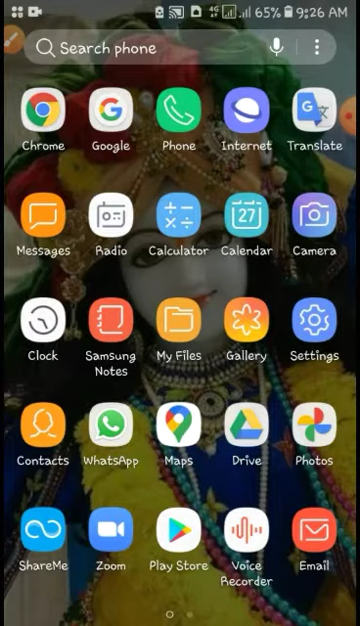 4G 65% 9:26 AM
Search phone
Chrome Google Phone Internet Translate
Messages Radio Calculator Calendar Camera
27
Clock Samsung Notes My Files Gallery Settings
Contacts WhatsApp Maps Drive Photos
ShareMe Zoom Play Store Voice Recorder Email